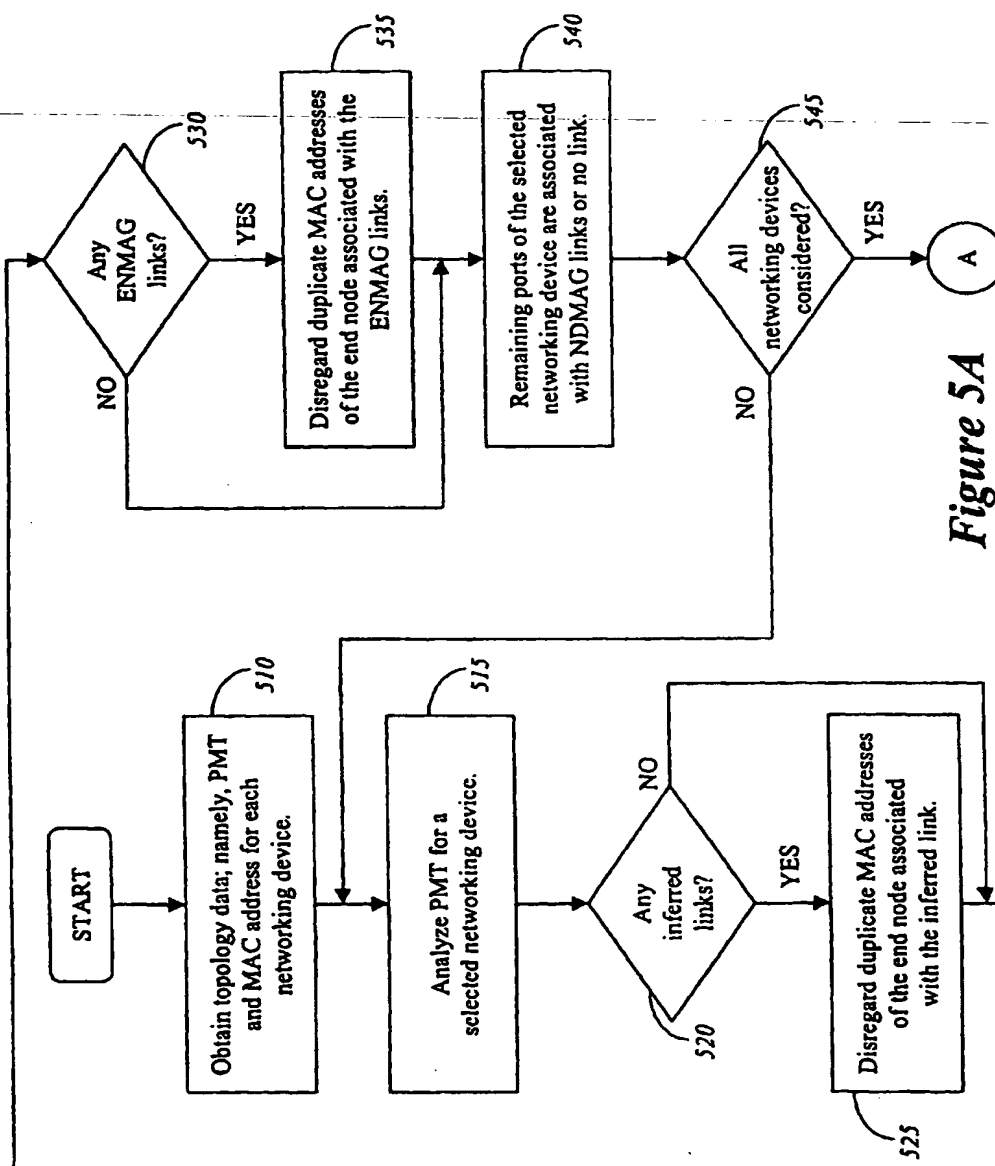 START
Obtain topology data; namely, PMT
and MAC address for each
networking device.
510
Analyze PMT for a
selected networking device.
515
Any
inferred
links?
520
NO
YES
Disregard duplicate MAC addresses
of the end node associated
with the inferred link.
525
Any
ENMAG
links?
530
NO
YES
Disregard duplicate MAC addresses
of the end node associated with the
ENMAG links.
535
Remaining ports of the selected
networking device are associated
with NDMAG links or no link.
540
All
networking devices
considered?
545
NO
YES
A
Figure 5A